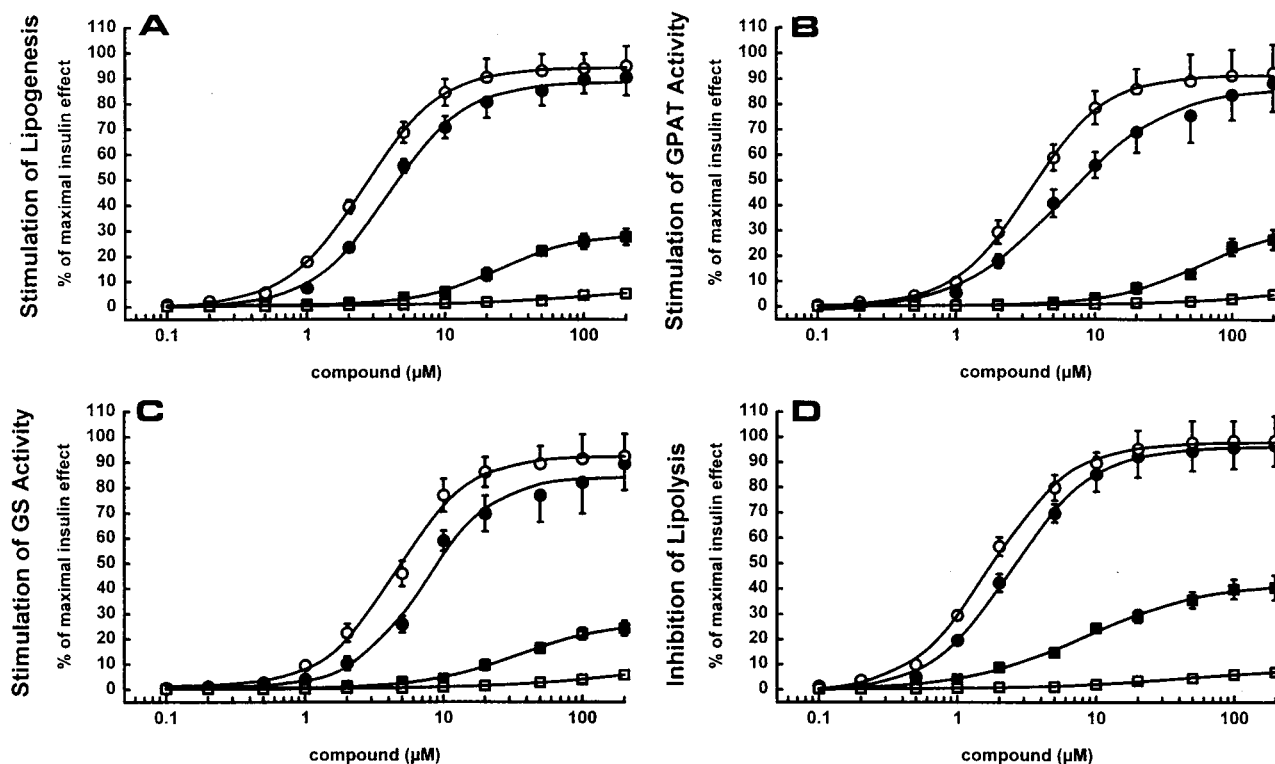 A
Stimulation of Lipogenesis
% of maximal insulin effect
110
100
90
80
70
60
50
40
30
20
10
0
0.1 1 10 100
compound (µM)
B
Stimulation of GPAT Activity
% of maximal insulin effect
110
100
90
80
70
60
50
40
30
20
10
0
0.1 1 10 100
compound (µM)
C
Stimulation of GS Activity
% of maximal insulin effect
110
100
90
80
70
60
50
40
30
20
10
0
0.1 1 10 100
compound (µM)
D
Inhibition of Lipolysis
% of maximal insulin effect
110
100
90
80
70
60
50
40
30
20
10
0
0.1 1 10 100
compound (µM)